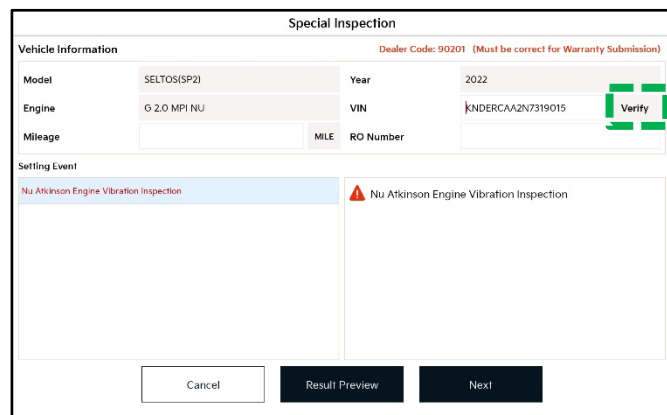 Special Inspection
Vehicle Information Dealer Code: 90201 (Must be correct for Warranty Submission)
Model SELTOS(SP2) Year 2022
Engine G 2.0 MPI NU VIN KNDERCAA2N7319015 Verify
Mileage MILE RO Number
Setting Event
Nu Atkinson Engine Vibration Inspection
Nu Atkinson Engine Vibration Inspection
Cancel Result Preview Next